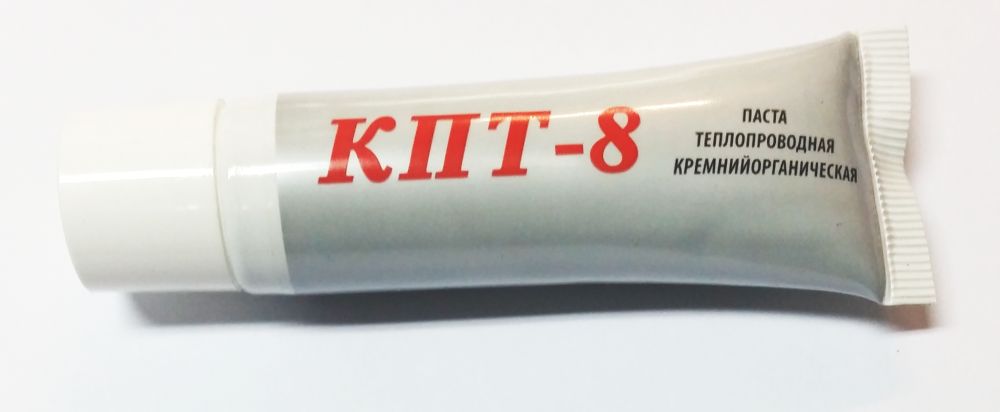 КПТ-8
ПАСТА
ТЕПЛОПРОВОДНАЯ
КРЕМНИЙОРГАНИЧЕСКАЯ